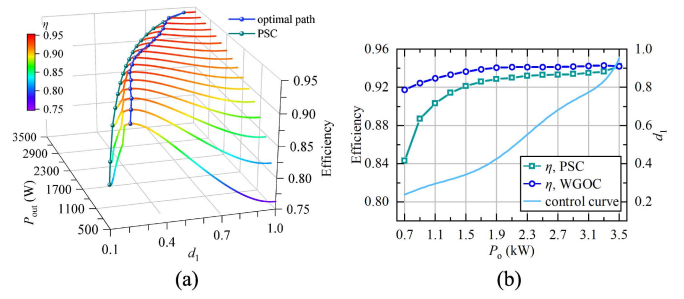 η
0.95
0.90
0.85
0.80
0.75
optimal path
PSC
0.95
0.90
0.85
0.80
0.75
Efficiency
3500
2900
2300
1700
1100
500
P_out (W)
0.1
0.4
0.7
1.0
d_1
(a)
0.96
0.92
0.88
0.84
0.80
Efficiency
1.0
0.8
0.6
0.4
0.2
d_1
η, PSC
η, WGOC
control curve
0.7 1.1 1.5 1.9 2.3 2.7 3.1 3.5
P_o (kW)
(b)